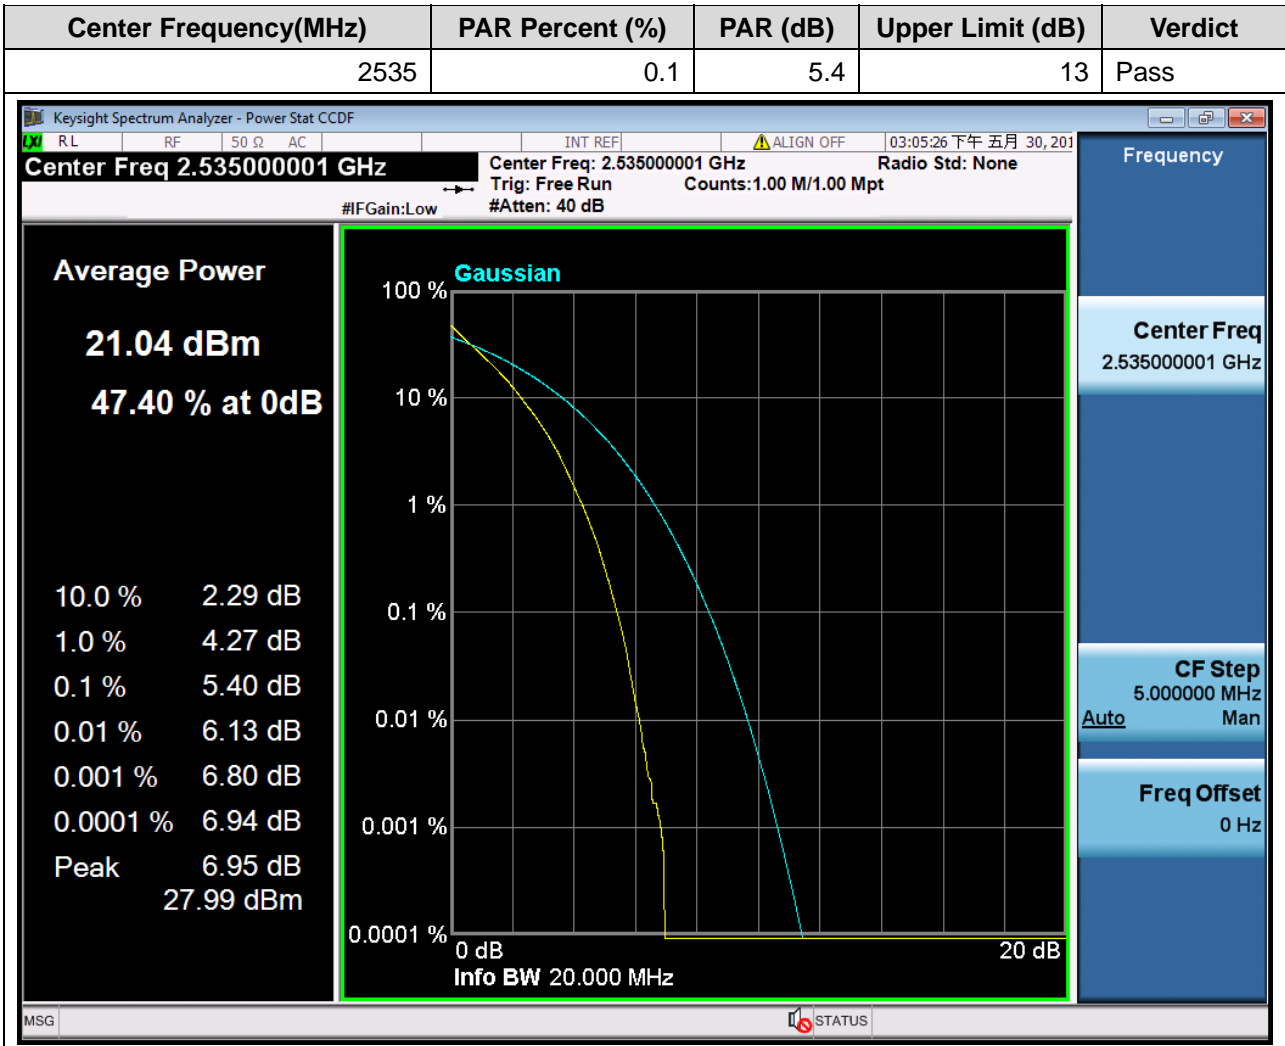 Center Frequency(MHz) PAR Percent (%) PAR (dB) Upper Limit (dB) Verdict
2535 0.1 5.4 13 Pass
Keysight Spectrum Analyzer - Power Stat CCDF
LXI RL RF 50 Ω AC INT REF ALIGN OFF 03:05:26 下午 五月 30, 201
Center Freq 2.535000001 GHz
Center Freq: 2.535000001 GHz Radio Std: None
Trig: Free Run Counts:1.00 M/1.00 Mpt
#IFGain:Low #Atten: 40 dB
Frequency
Average Power
21.04 dBm
47.40 % at 0dB
10.0 % 2.29 dB
1.0 % 4.27 dB
0.1 % 5.40 dB
0.01 % 6.13 dB
0.001 % 6.80 dB
0.0001 % 6.94 dB
Peak 6.95 dB
27.99 dBm
Gaussian
100 %
10 %
1 %
0.1 %
0.01 %
0.001 %
0.0001 %
0 dB 20 dB
Info BW 20.000 MHz
Center Freq
2.535000001 GHz
CF Step
5.000000 MHz
Auto Man
Freq Offset
0 Hz
MSG STATUS